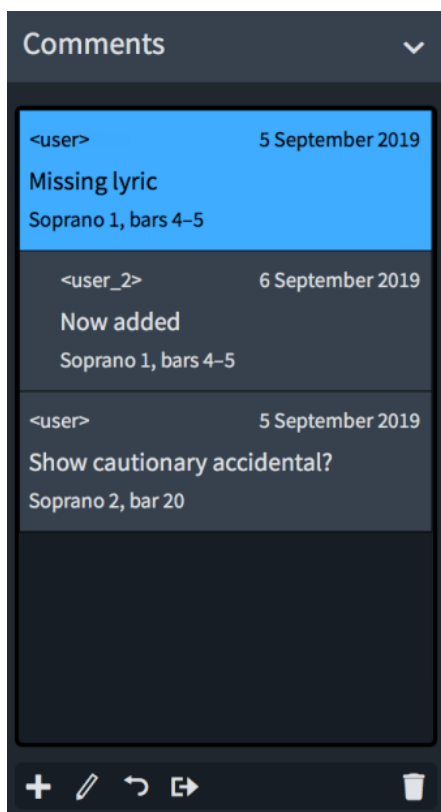 Comments
<user> 5 September 2019
Missing lyric
Soprano 1, bars 4–5
<user_2> 6 September 2019
Now added
Soprano 1, bars 4–5
<user> 5 September 2019
Show cautionary accidental?
Soprano 2, bar 20